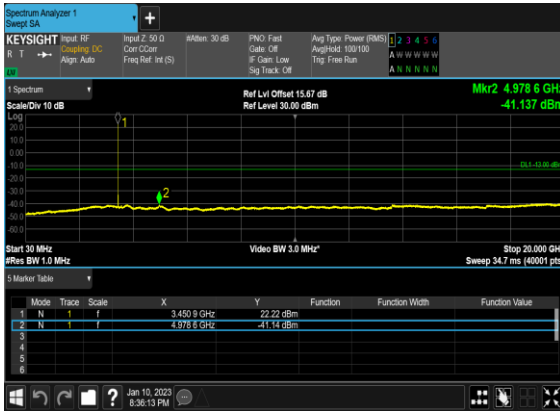 Spectrum Analyzer 1
Swept SA
+
KEYSIGHT Input: RF Input Z: 50 Ω #Atten: 30 dB PNO: Fast Avg Type: Power (RMS) 1 2 3 4 5 6
R T Coupling: DC Corr CCorr Gate: Off Avg|Hold: 100/100 A W W W W W
Align: Auto Freq Ref: Int (S) IF Gain: Low Trig: Free Run
Sig Track: Off A N N N N N
1 Spectrum Ref Lvl Offset 15.67 dB Mkr2 4.978 6 GHz
Scale/Div 10 dB Ref Level 30.00 dBm -41.137 dBm
Log
1
20.0
10.0
0.00
-10.0
DL1 -13.00 dBm
-20.0
-30.0
2
-40.0
-50.0
-60.0
Start 30 MHz Video BW 3.0 MHz* Stop 20.000 GHz
#Res BW 1.0 MHz Sweep 34.7 ms (40001 pts)
5 Marker Table
Mode Trace Scale X Y Function Function Width Function Value
1 N 1 f 3.450 9 GHz 22.22 dBm
2 N 1 f 4.978 6 GHz -41.14 dBm
3
4
5
6
? Jan 10, 2023
8:36:13 PM